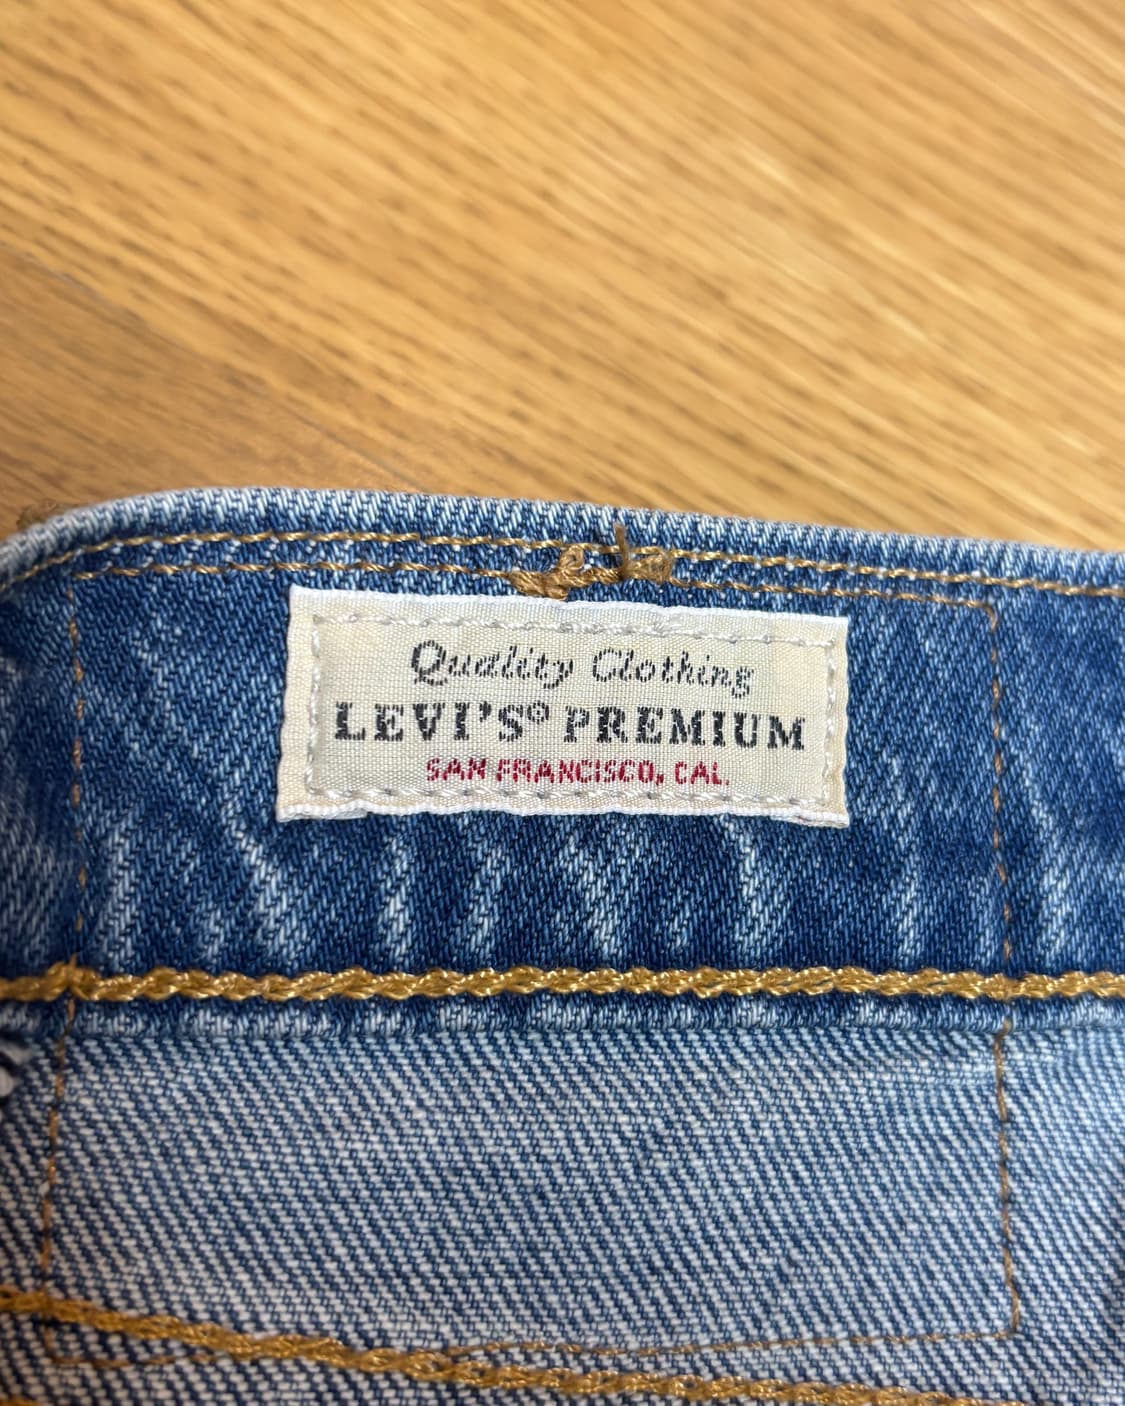 Quality Clothing
LEVI'S® PREMIUM
SAN FRANCISCO, CAL.